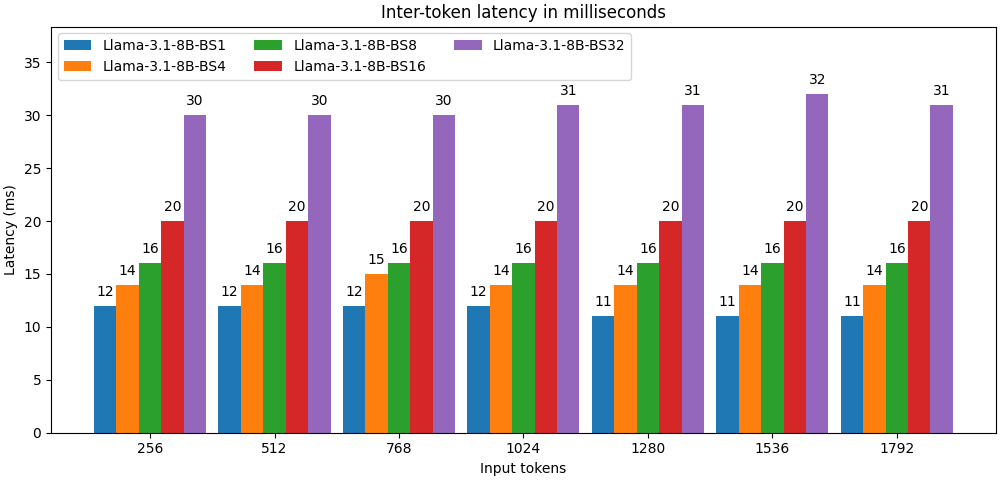 Inter-token latency in milliseconds
Llama-3.1-8B-BS1 Llama-3.1-8B-BS8 Llama-3.1-8B-BS32
Llama-3.1-8B-BS4 Llama-3.1-8B-BS16
Latency (ms)
35
30
25
20
15
10
5
0
12 14 16 20 30
12 14 16 20 30
12 15 16 20 30
12 14 16 20 31
11 14 16 20 31
11 14 16 20 32
11 14 16 20 31
256 512 768 1024 1280 1536 1792
Input tokens